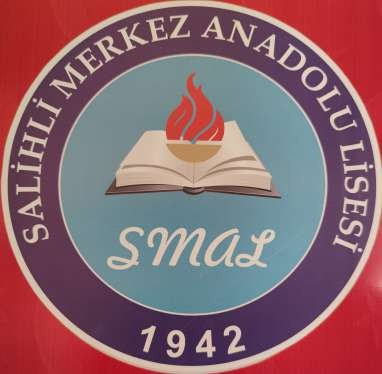 SALİHLİ MERKEZ ANADOLU LİSESİ
SMAL
1942